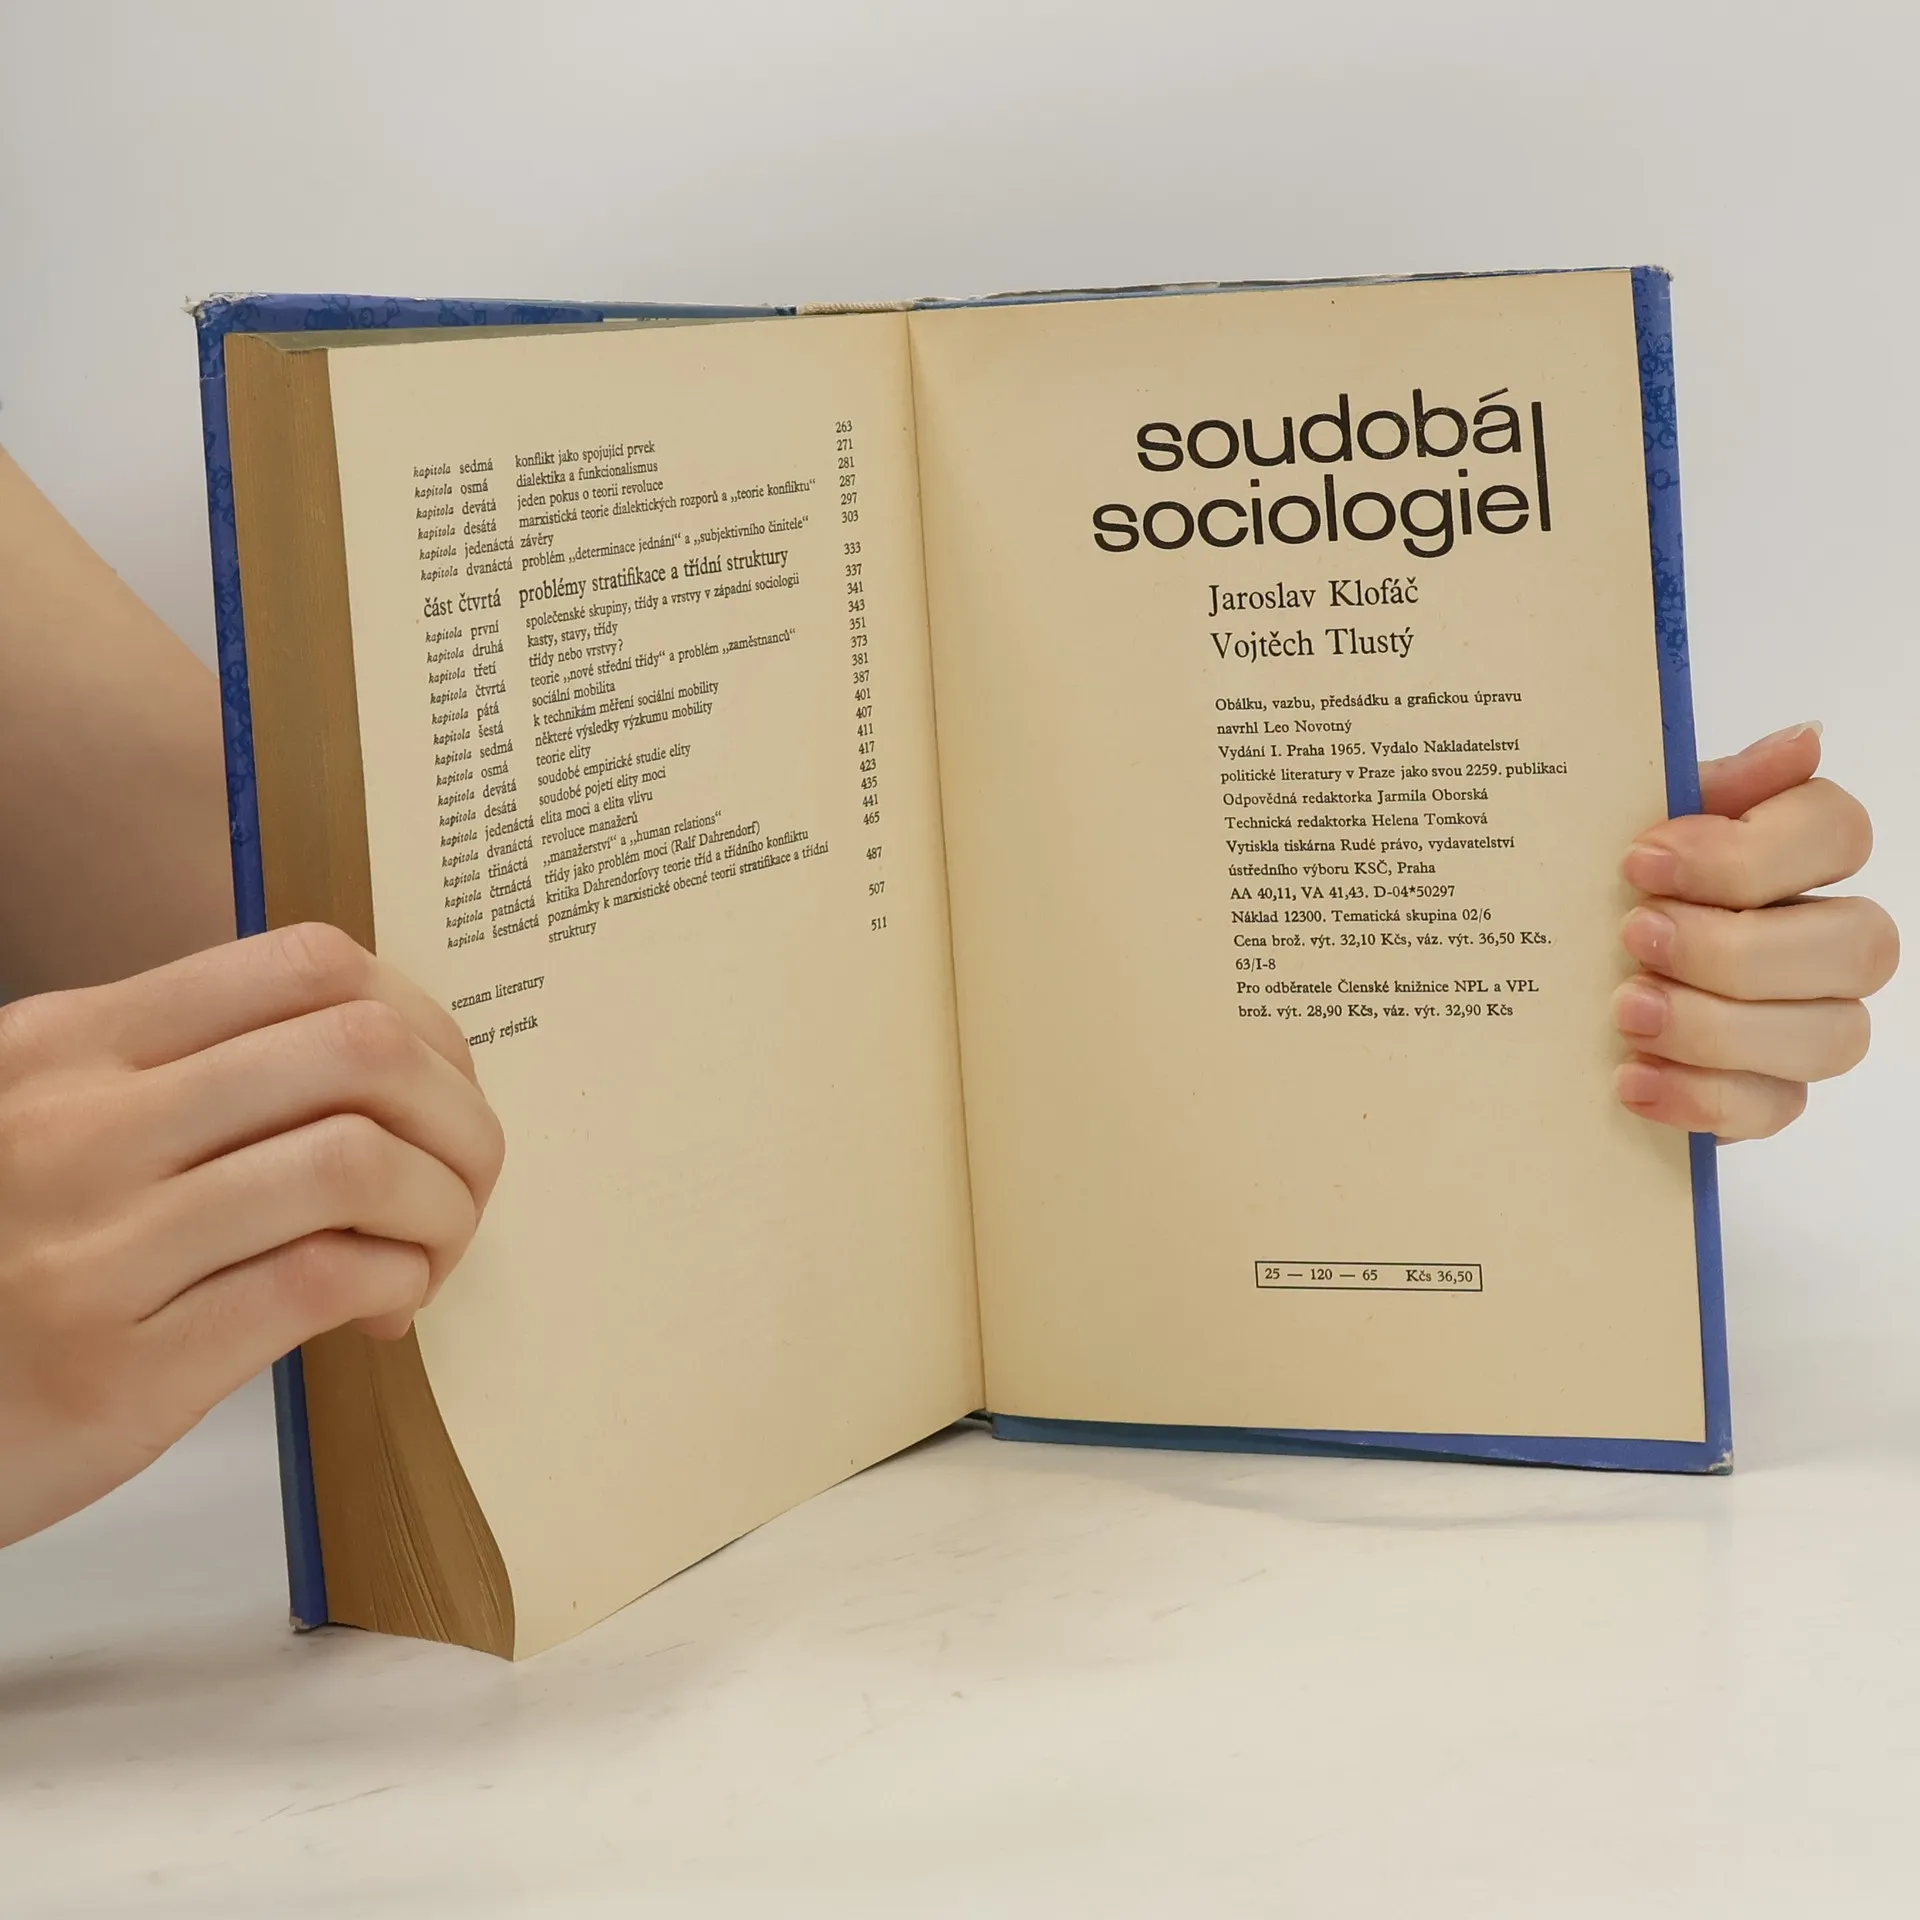 kapitola sedmá konflikt jako spojující prvek 263
kapitola osmá dialektika a funkcionalismus 271
kapitola devátá jeden pokus o teorii revoluce 281
kapitola desátá marxistická teorie dialektických rozporů a „teorie konfliktu“ 287
kapitola jedenáctá závěry 297
kapitola dvanáctá problém „determinace jednání“ a „subjektivního činitele“ 303
část čtvrtá problémy stratifikace a třídní struktury 333
kapitola první společenské skupiny, třídy a vrstvy v západní sociologii 337
kapitola druhá kasty, stavy, třídy 341
kapitola třetí třídy nebo vrstvy? 343
kapitola čtvrtá teorie „nové střední třídy“ a problém „zaměstnanců“ 351
kapitola pátá sociální mobilita 373
kapitola šestá k technikám měření sociální mobility 381
kapitola sedmá některé výsledky výzkumu mobility 387
kapitola osmá teorie elity 401
kapitola devátá soudobé empirické studie elity 407
kapitola desátá soudobé pojetí elity moci 411
kapitola jedenáctá elita moci a elita vlivu 417
kapitola dvanáctá revoluce manažerů 423
kapitola třináctá „manažerství“ a „human relations“ 435
kapitola čtrnáctá třídy jako problém moci (Ralf Dahrendorf) 441
kapitola patnáctá kritika Dahrendorfovy teorie tříd a třídního konfliktu 465
kapitola šestnáctá poznámky k marxistické obecné teorii stratifikace a třídní
struktury 487
seznam literatury 507
rejstřík 511
soudobá
sociologie I
Jaroslav Klofáč
Vojtěch Tlustý
Obálku, vazbu, předsádku a grafickou úpravu
navrhl Leo Novotný
Vydání I. Praha 1965. Vydalo Nakladatelství
politické literatury v Praze jako svou 2259. publikaci
Odpovědná redaktorka Jarmila Oborská
Technická redaktorka Helena Tomková
Vytiskla tiskárna Rudé právo, vydavatelství
ústředního výboru KSČ, Praha
AA 40,11, VA 41,43. D-04*50297
Náklad 12300. Tematická skupina 02/6
Cena brož. výt. 32,10 Kčs, váz. výt. 36,50 Kčs.
63/I-8
Pro odběratele Členské knižnice NPL a VPL
brož. výt. 28,90 Kčs, váz. výt. 32,90 Kčs
25 — 120 — 65 Kčs 36,50